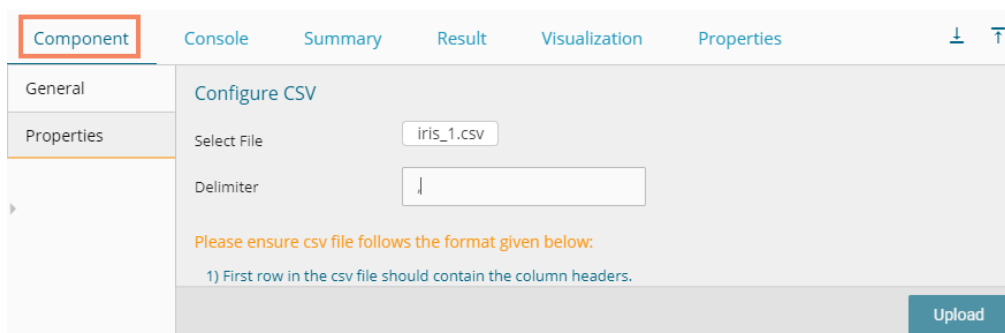 Component Console Summary Result Visualization Properties
General
Configure CSV
Properties
Select File iris_1.csv
Delimiter ,
Please ensure csv file follows the format given below:
1) First row in the csv file should contain the column headers.
Upload